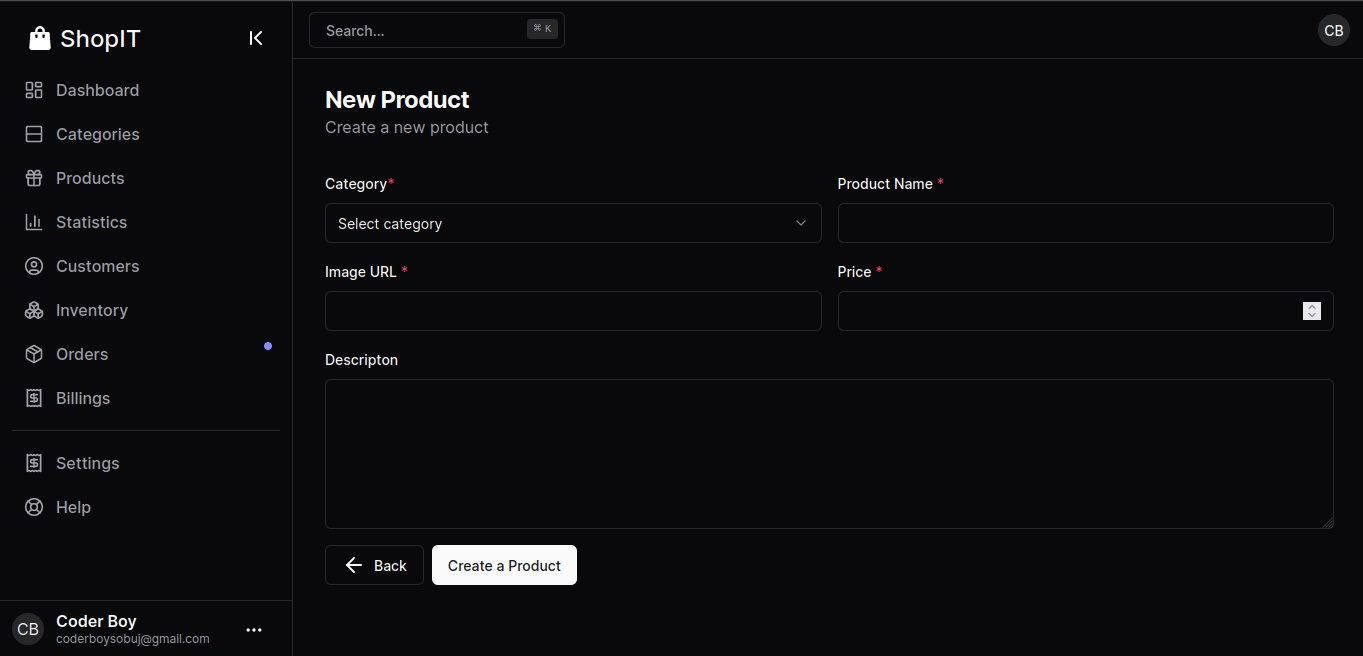 ShopIT
Dashboard
Categories
Products
Statistics
Customers
Inventory
Orders
Billings
Settings
Help
CB
Coder Boy
coderboysobuj@gmail.com
Search...
⌘ K
CB
New Product
Create a new product
Category*
Select category
Product Name *
Image URL *
Price *
Descripton
Back
Create a Product